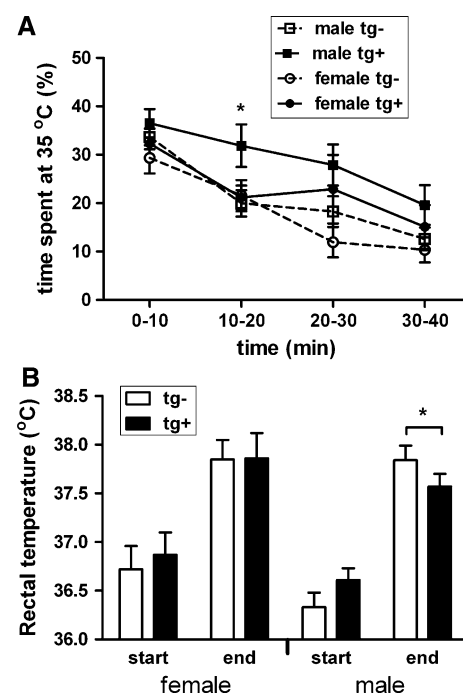 A
male tg-
male tg+
female tg-
female tg+
time spent at 35 °C (%)
50
40
30
20
10
0
*
0-10 10-20 20-30 30-40
time (min)
B
tg-
tg+
Rectal temperature (°C)
38.5
38.0
37.5
37.0
36.5
36.0
*
start end start end
female male